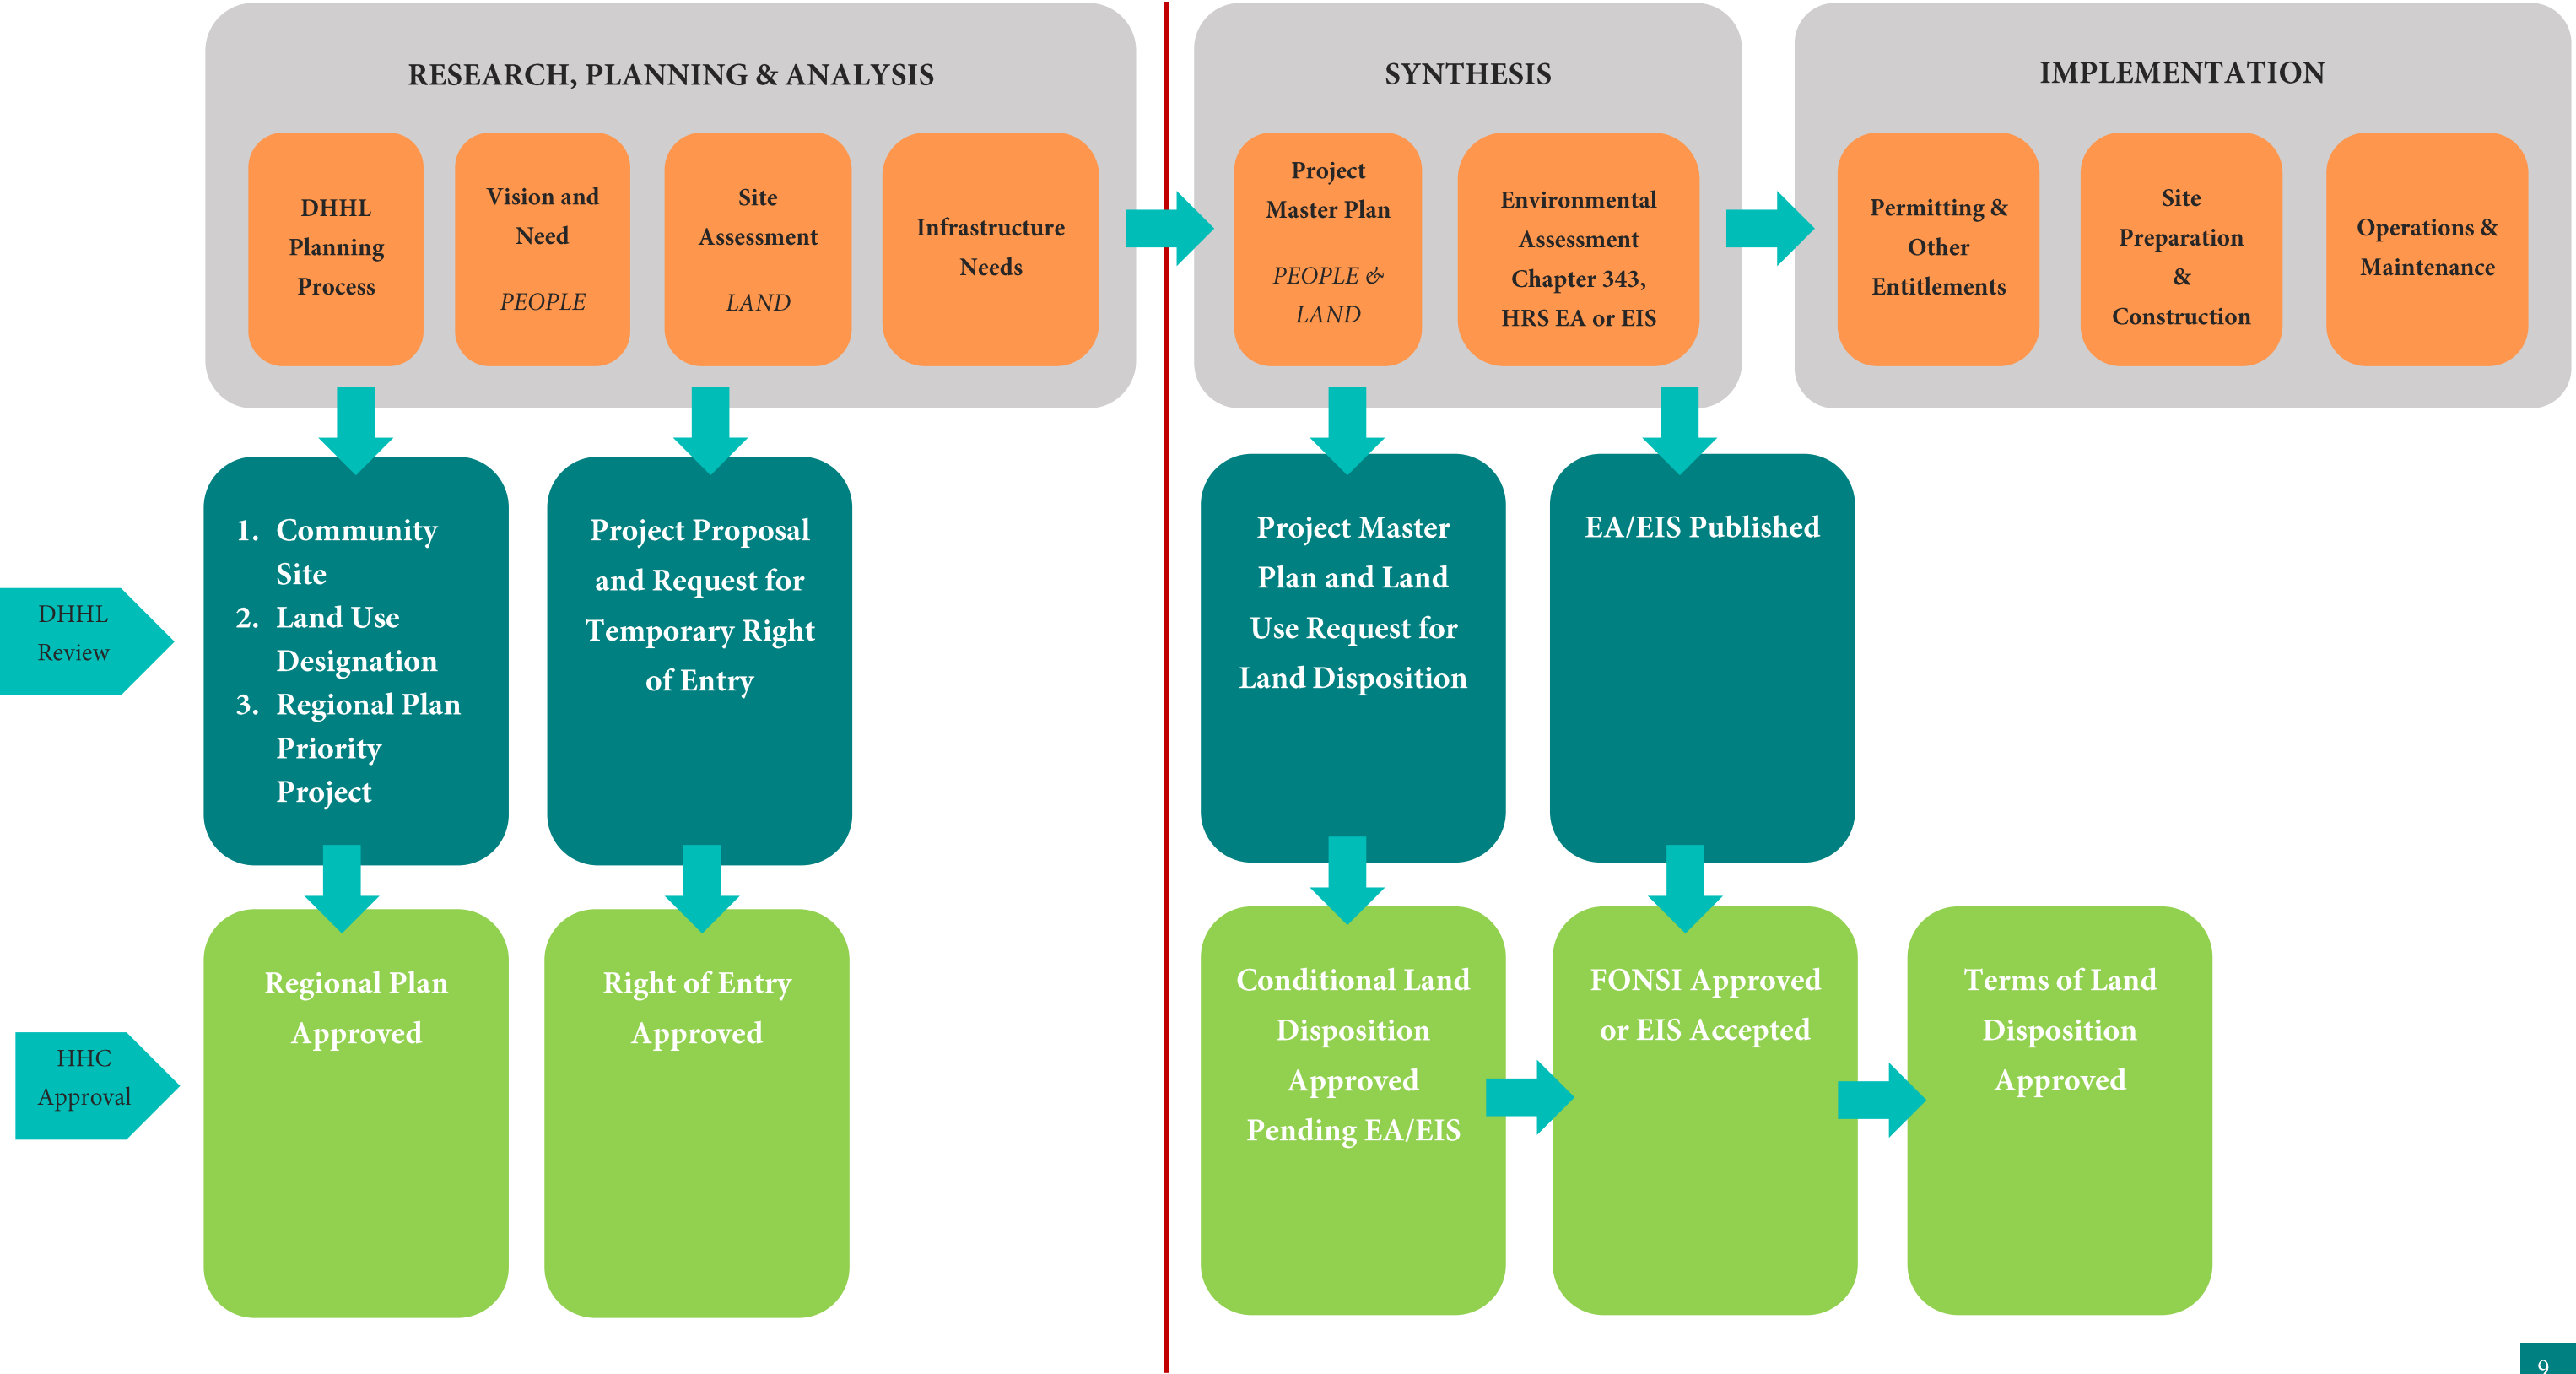 RESEARCH, PLANNING & ANALYSIS
DHHL
Planning
Process
Vision and
Need
PEOPLE
Site
Assessment
LAND
Infrastructure
Needs
SYNTHESIS
Project
Master Plan
PEOPLE &
LAND
Environmental
Assessment
Chapter 343,
HRS EA or EIS
IMPLEMENTATION
Permitting &
Other
Entitlements
Site
Preparation
&
Construction
Operations &
Maintenance
DHHL
Review
1. Community
Site
2. Land Use
Designation
3. Regional Plan
Priority
Project
Project Proposal
and Request for
Temporary Right
of Entry
Project Master
Plan and Land
Use Request for
Land Disposition
EA/EIS Published
HHC
Approval
Regional Plan
Approved
Right of Entry
Approved
Conditional Land
Disposition
Approved
Pending EA/EIS
FONSI Approved
or EIS Accepted
Terms of Land
Disposition
Approved
9